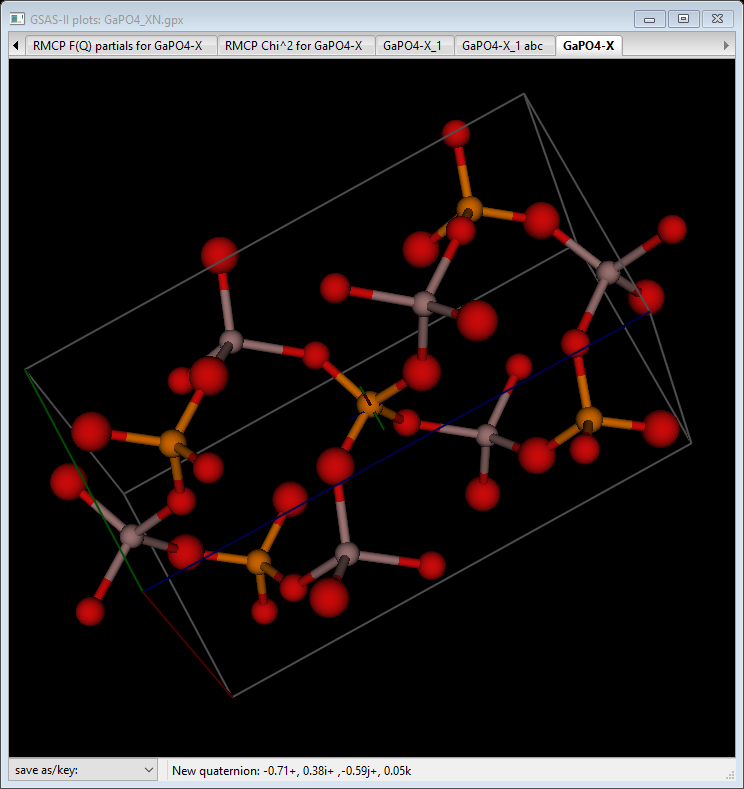 GSAS-II plots: GaPO4_XN.gpx
RMCP F(Q) partials for GaPO4-X RMCP Chi^2 for GaPO4-X GaPO4-X_1 GaPO4-X_1 abc GaPO4-X
save as/key: New quaternion: -0.71+, 0.38i+ ,-0.59j+, 0.05k